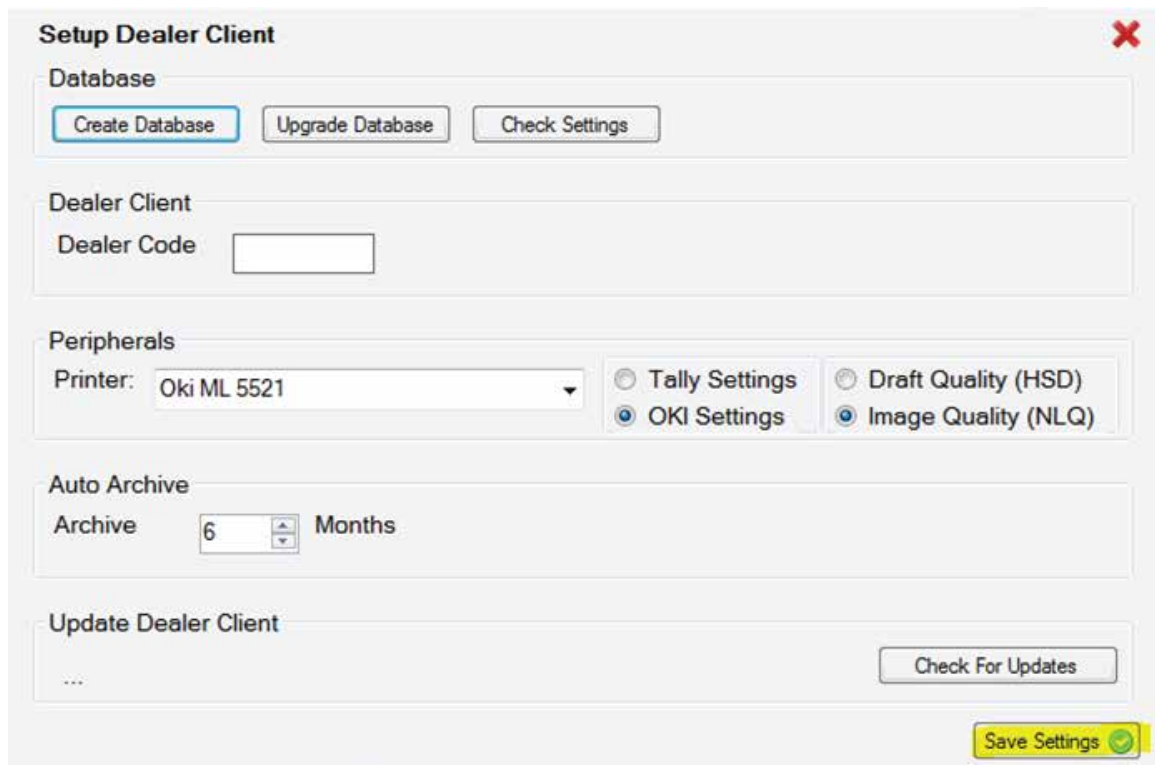 Setup Dealer Client
Database
Create Database Upgrade Database Check Settings
Dealer Client
Dealer Code
Peripherals
Printer: Oki ML 5521 Tally Settings Draft Quality (HSD)
OKI Settings Image Quality (NLQ)
Auto Archive
Archive 6 Months
Update Dealer Client
... Check For Updates
Save Settings